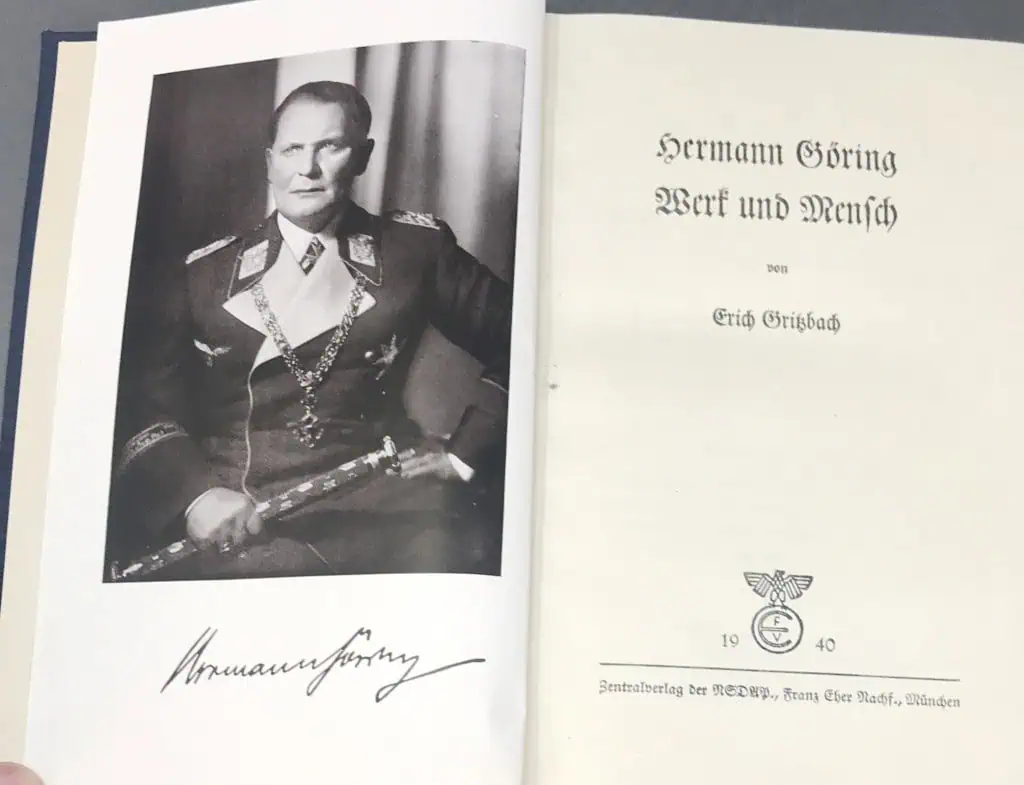 Hermann Göring
Hermann Göring
Werk und Mensch
von
Erich Gritzbach
FEV
19 40
Zentralverlag der NSDAP., Franz Eher Nachf., München